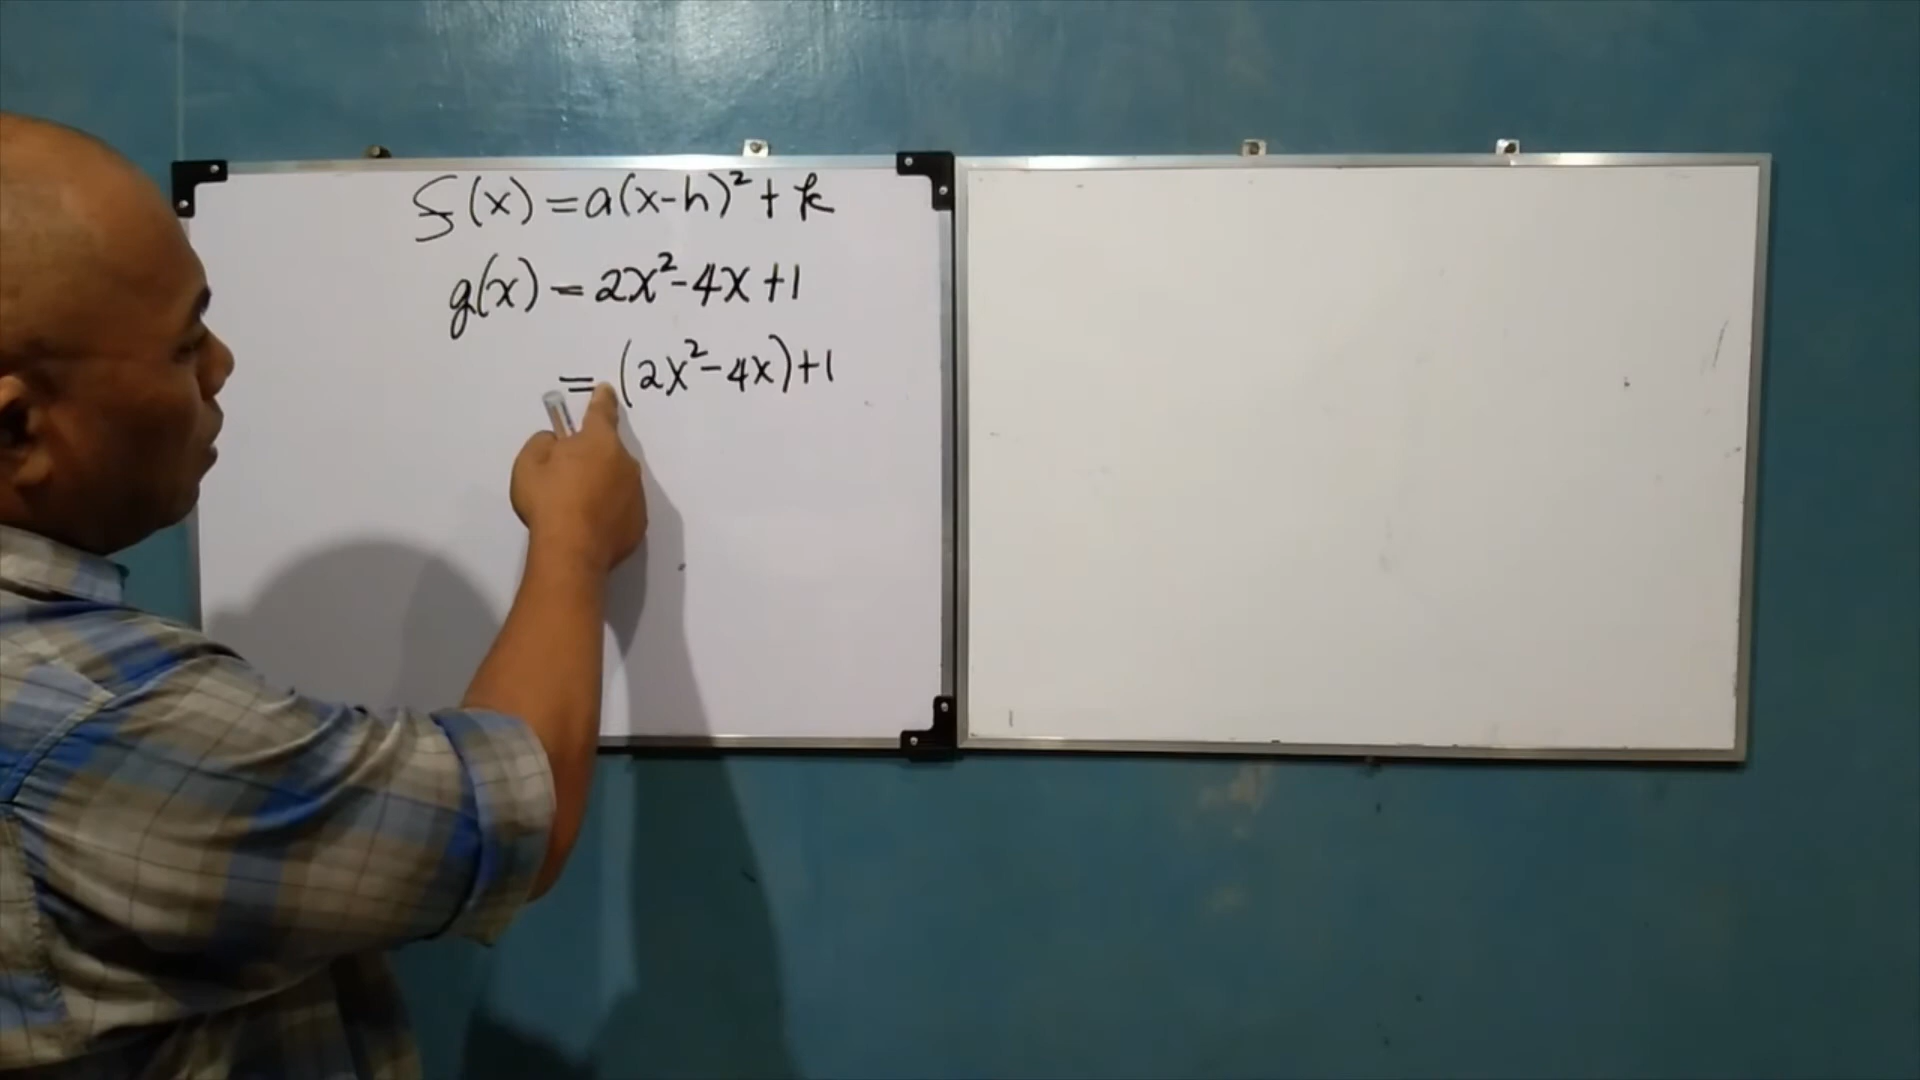 f(x) = a(x-h)² + k
g(x) = 2x² - 4x + 1
= (2x² - 4x) + 1